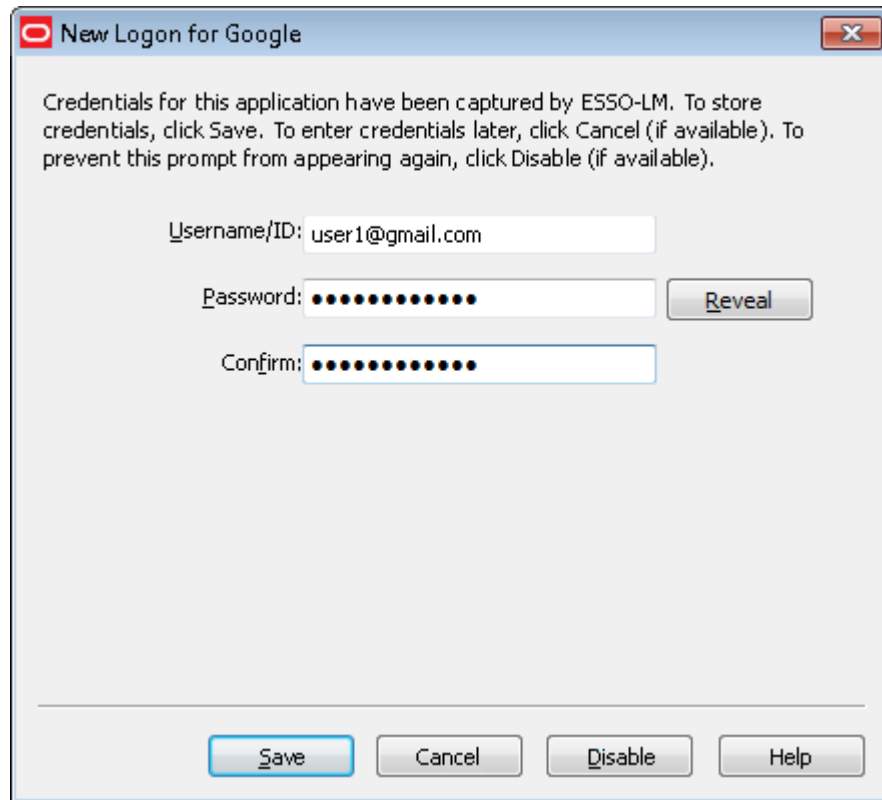 New Logon for Google
Credentials for this application have been captured by ESSO-LM. To store
credentials, click Save. To enter credentials later, click Cancel (if available). To
prevent this prompt from appearing again, click Disable (if available).
Username/ID: user1@gmail.com
Password: ●●●●●●●●●●●● Reveal
Confirm: ●●●●●●●●●●●●
Save Cancel Disable Help